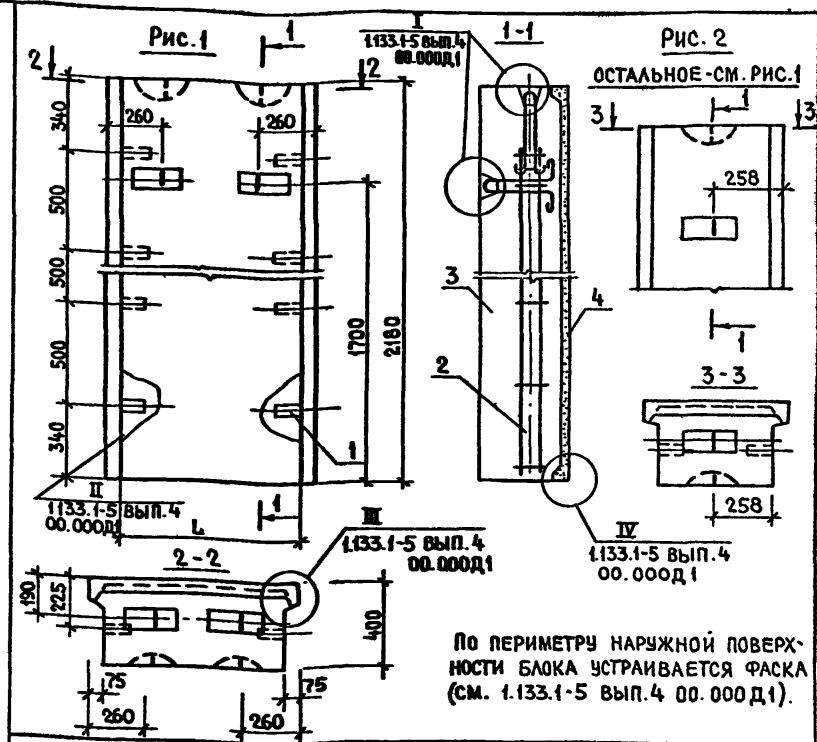 Рис.1
1
I
1.133.1-5 ВЫП.4
00.000Д1
1-1
Рис. 2
ОСТАЛЬНОЕ-СМ. РИС.1
2
2
340
260
260
500
500
500
340
1700
2180
1
II
1133.1-5 ВЫП.4
00.000Д1
L
1
3
2
4
3
1
3
258
1
3-3
258
III
1.133.1-5 ВЫП.4
00.000Д1
IV
1.133.1-5 ВЫП.4
00.000Д1
2-2
190
225
400
75
75
260
260
ПО ПЕРИМЕТРУ НАРУЖНОЙ ПОВЕРХ-
НОСТИ БЛОКА УСТРАИВАЕТСЯ ФАСКА
(СМ. 1.133.1-5 ВЫП.4 00.000Д1).